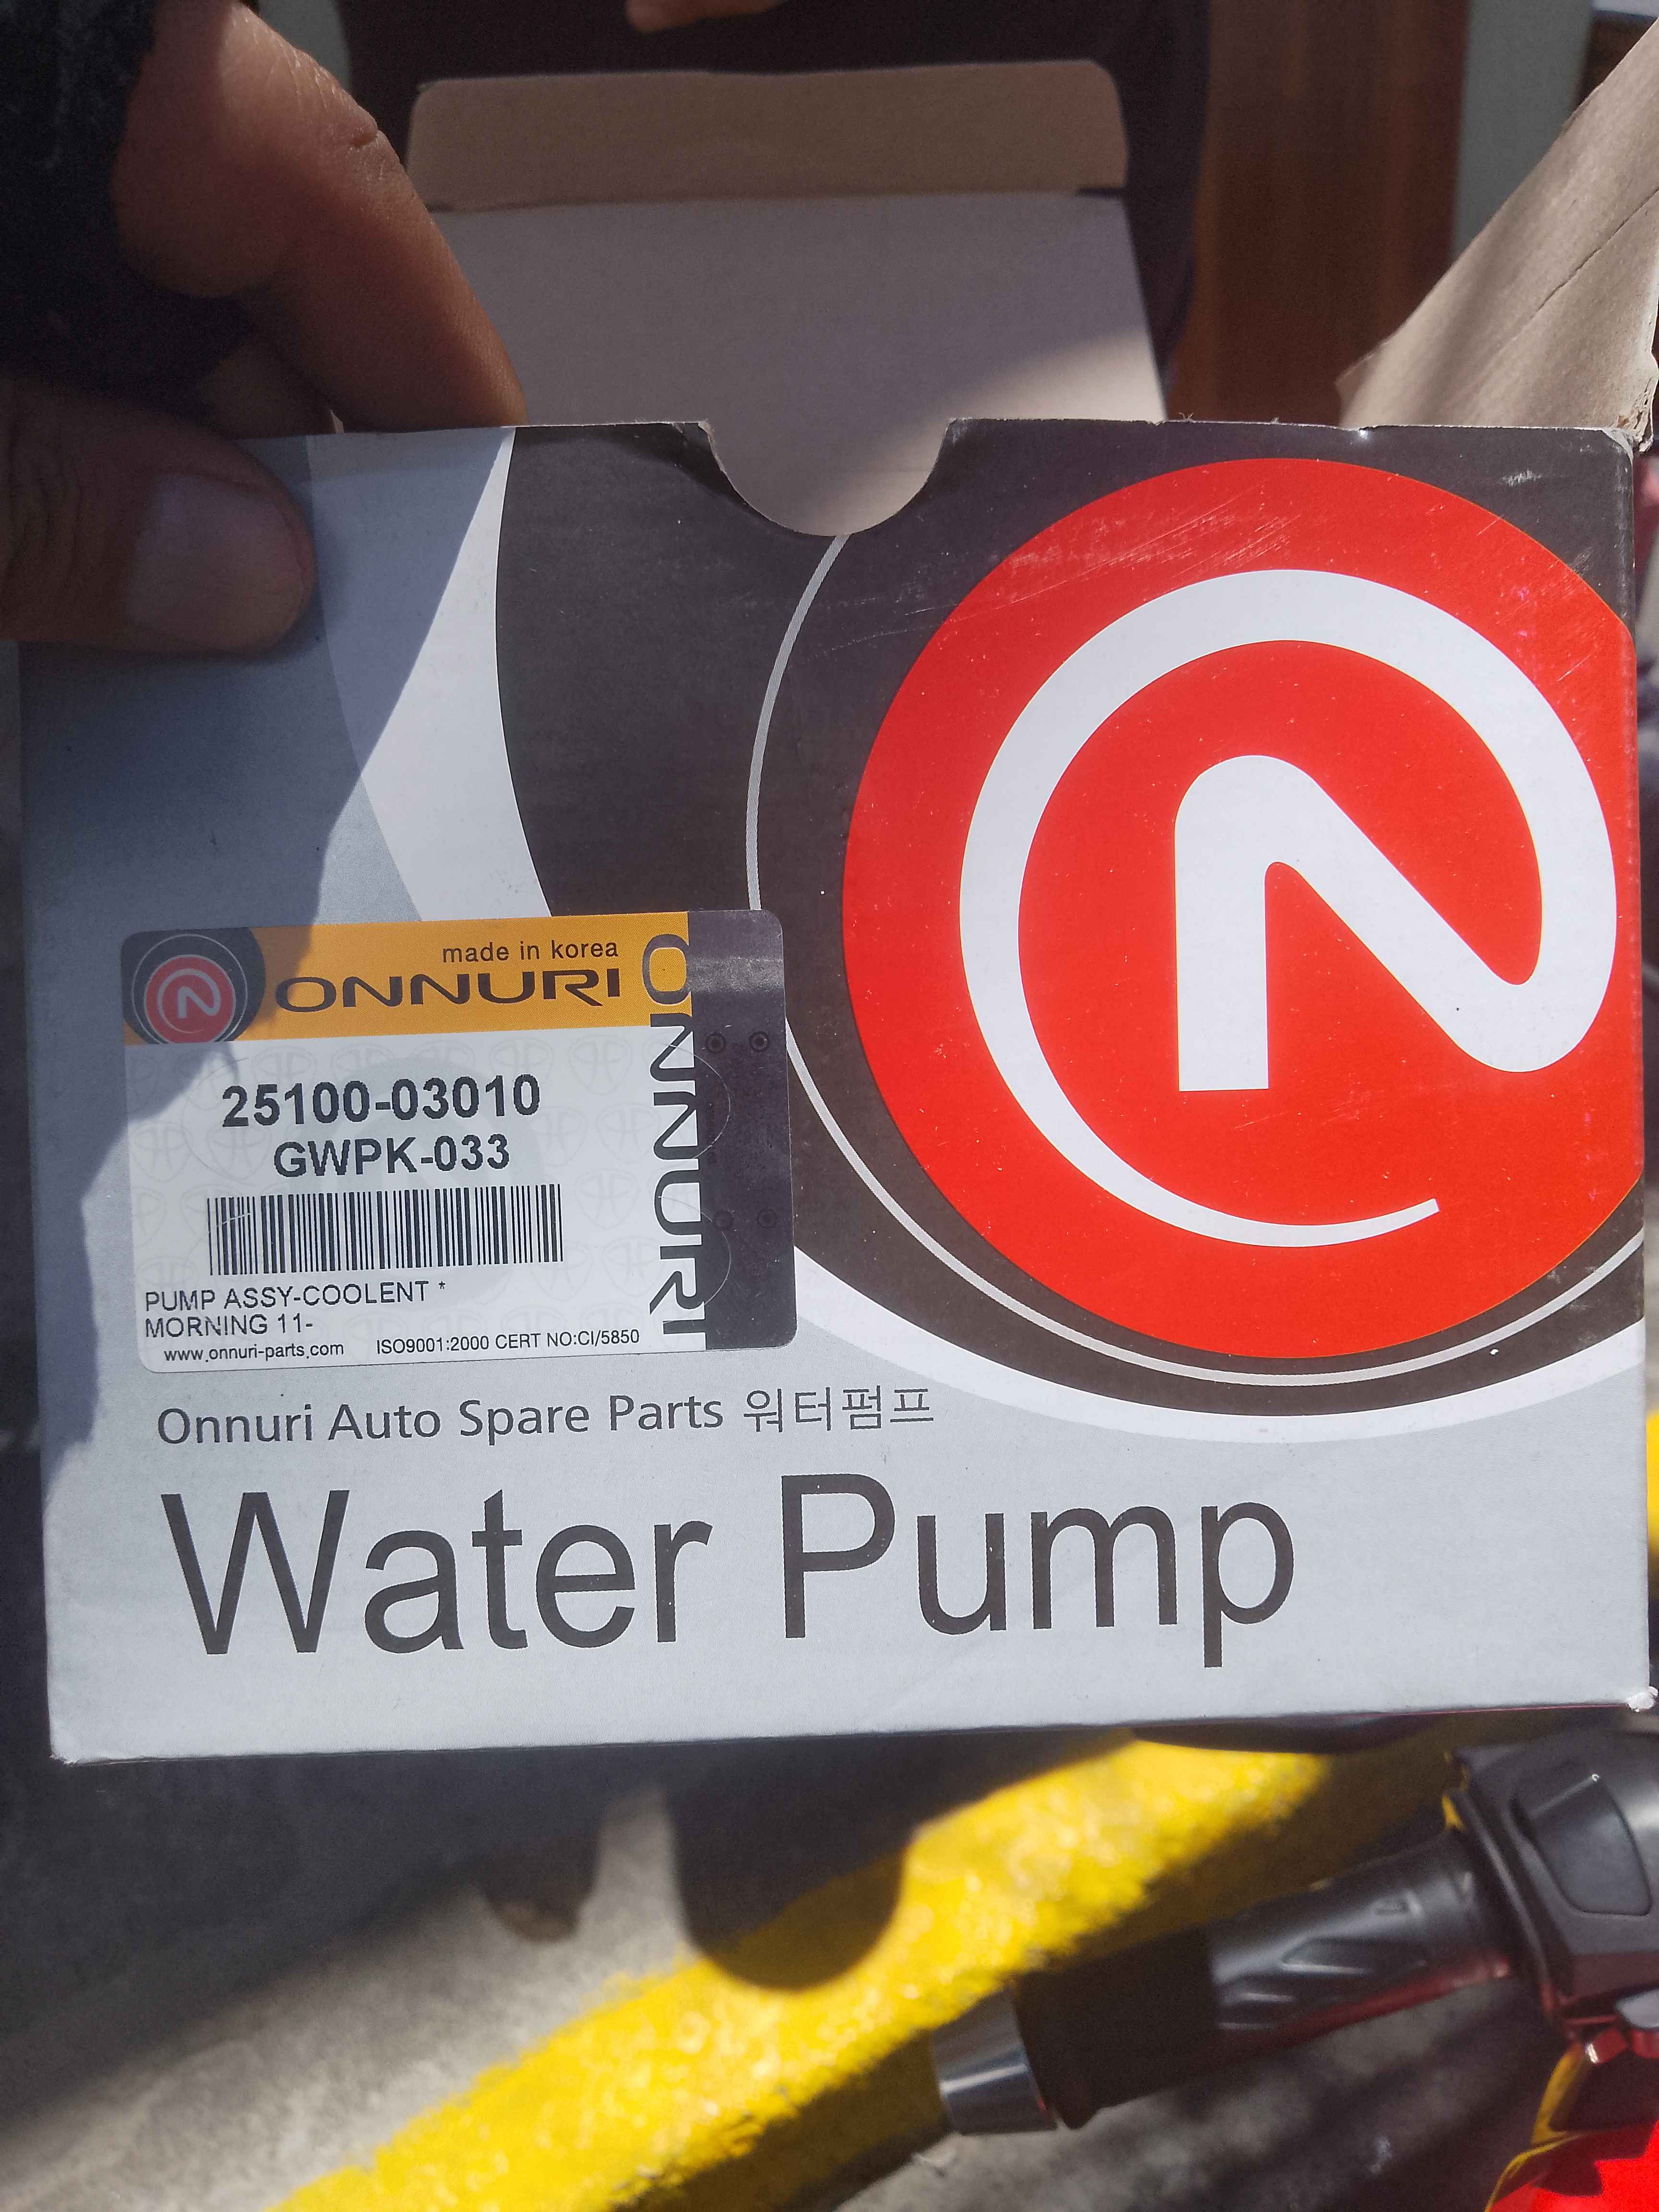 made in korea
ONNURI
ONNURI
25100-03010
GWPK-033
PUMP ASSY-COOLENT *
MORNING 11-
www.onnuri-parts.com ISO9001:2000 CERT NO:CI/5850
Onnuri Auto Spare Parts 워터펌프
Water Pump